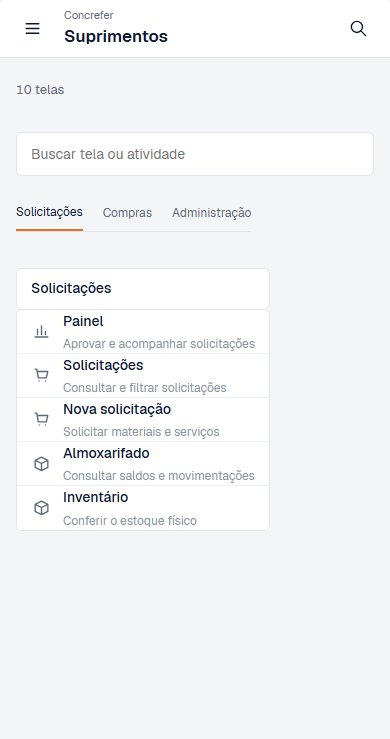 Concrefer
Suprimentos
10 telas
Buscar tela ou atividade
Solicitações Compras Administração
Solicitações
Painel
Aprovar e acompanhar solicitações
Solicitações
Consultar e filtrar solicitações
Nova solicitação
Solicitar materiais e serviços
Almoxarifado
Consultar saldos e movimentações
Inventário
Conferir o estoque físico